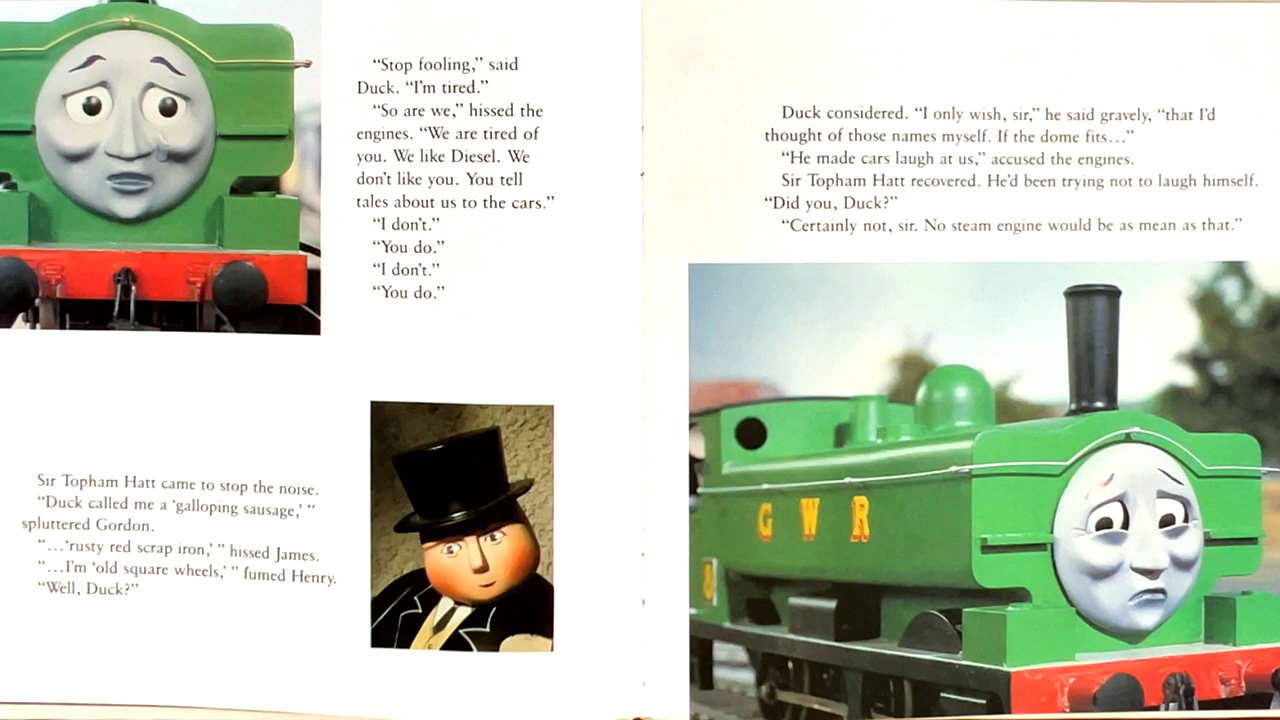 “Stop fooling,” said
Duck. “I'm tired.”
“So are we,” hissed the
engines. “We are tired of
you. We like Diesel. We
don't like you. You tell
tales about us to the cars.”
“I don't.”
“You do.”
“I don't.”
“You do.”
Sir Topham Hatt came to stop the noise.
“Duck called me a ‘galloping sausage,’ ”
spluttered Gordon.
“...‘rusty red scrap iron,’ ” hissed James.
“...I'm ‘old square wheels,’ ” fumed Henry.
“Well, Duck?”
Duck considered. “I only wish, sir,” he said gravely, “that I'd
thought of those names myself. If the dome fits...”
“He made cars laugh at us,” accused the engines.
Sir Topham Hatt recovered. He'd been trying not to laugh himself.
“Did you, Duck?”
“Certainly not, sir. No steam engine would be as mean as that.”
G W R